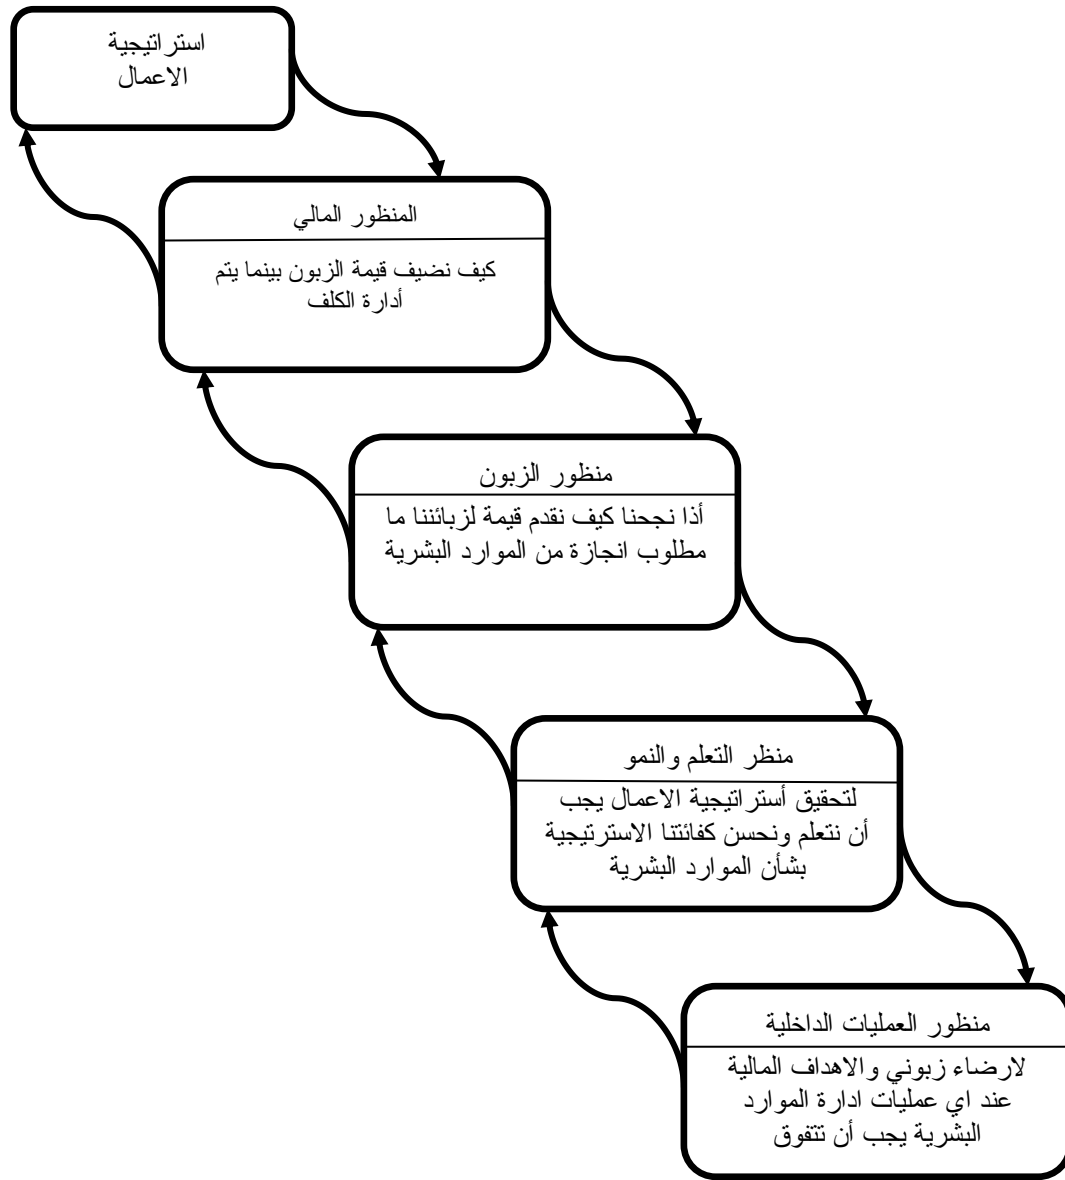 استراتيجية
الاعمال
المنظور المالي
كيف نضيف قيمة الزبون بينما يتم
أدارة الكلف
منظور الزبون
أذا نجحنا كيف نقدم قيمة لزبائننا ما
مطلوب انجازة من الموارد البشرية
منظر التعلم والنمو
لتحقيق أستراتيجية الاعمال يجب
أن نتعلم ونحسن كفائتنا الاسترتيجية
بشأن الموارد البشرية
منظور العمليات الداخلية
لارضاء زبوني والاهداف المالية
عند اي عمليات ادارة الموارد
البشرية يجب أن تتفوق